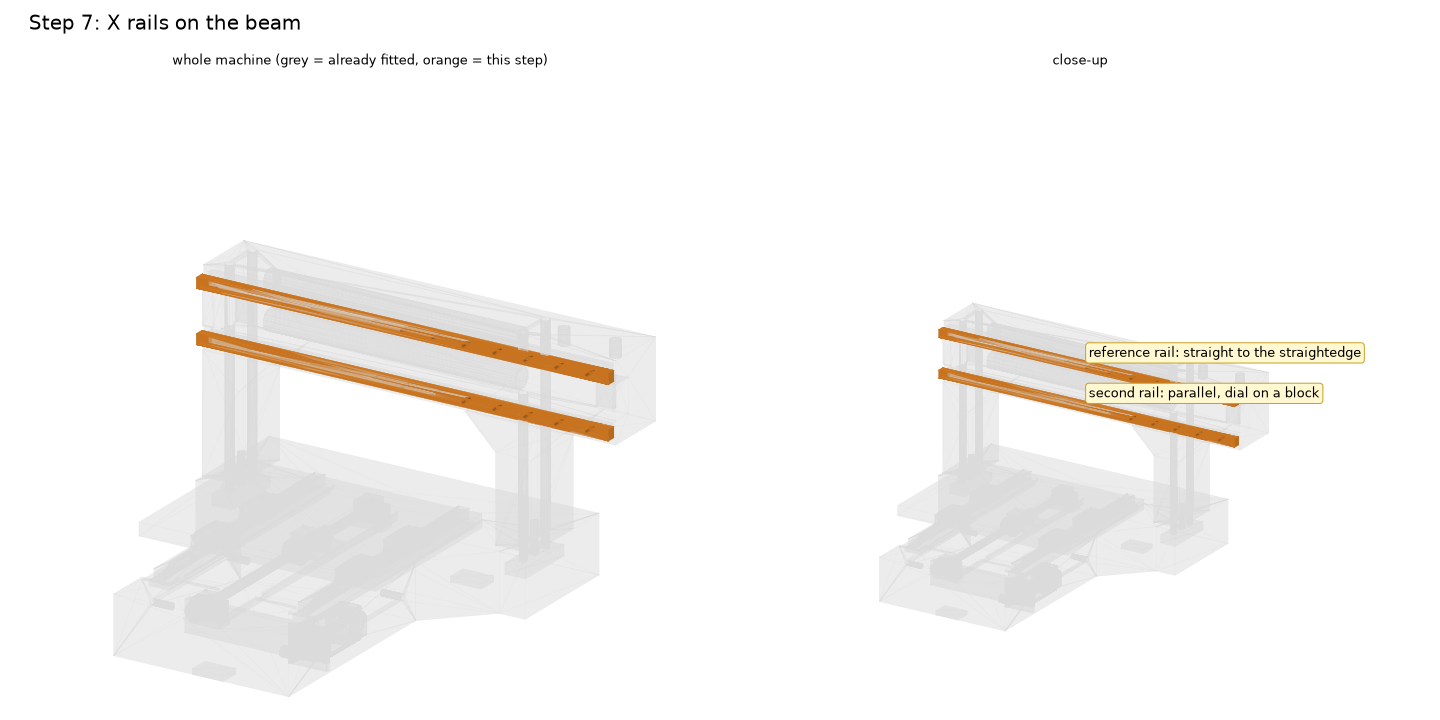 Step 7: X rails on the beam
whole machine (grey = already fitted, orange = this step)
close-up
reference rail: straight to the straightedge
second rail: parallel, dial on a block